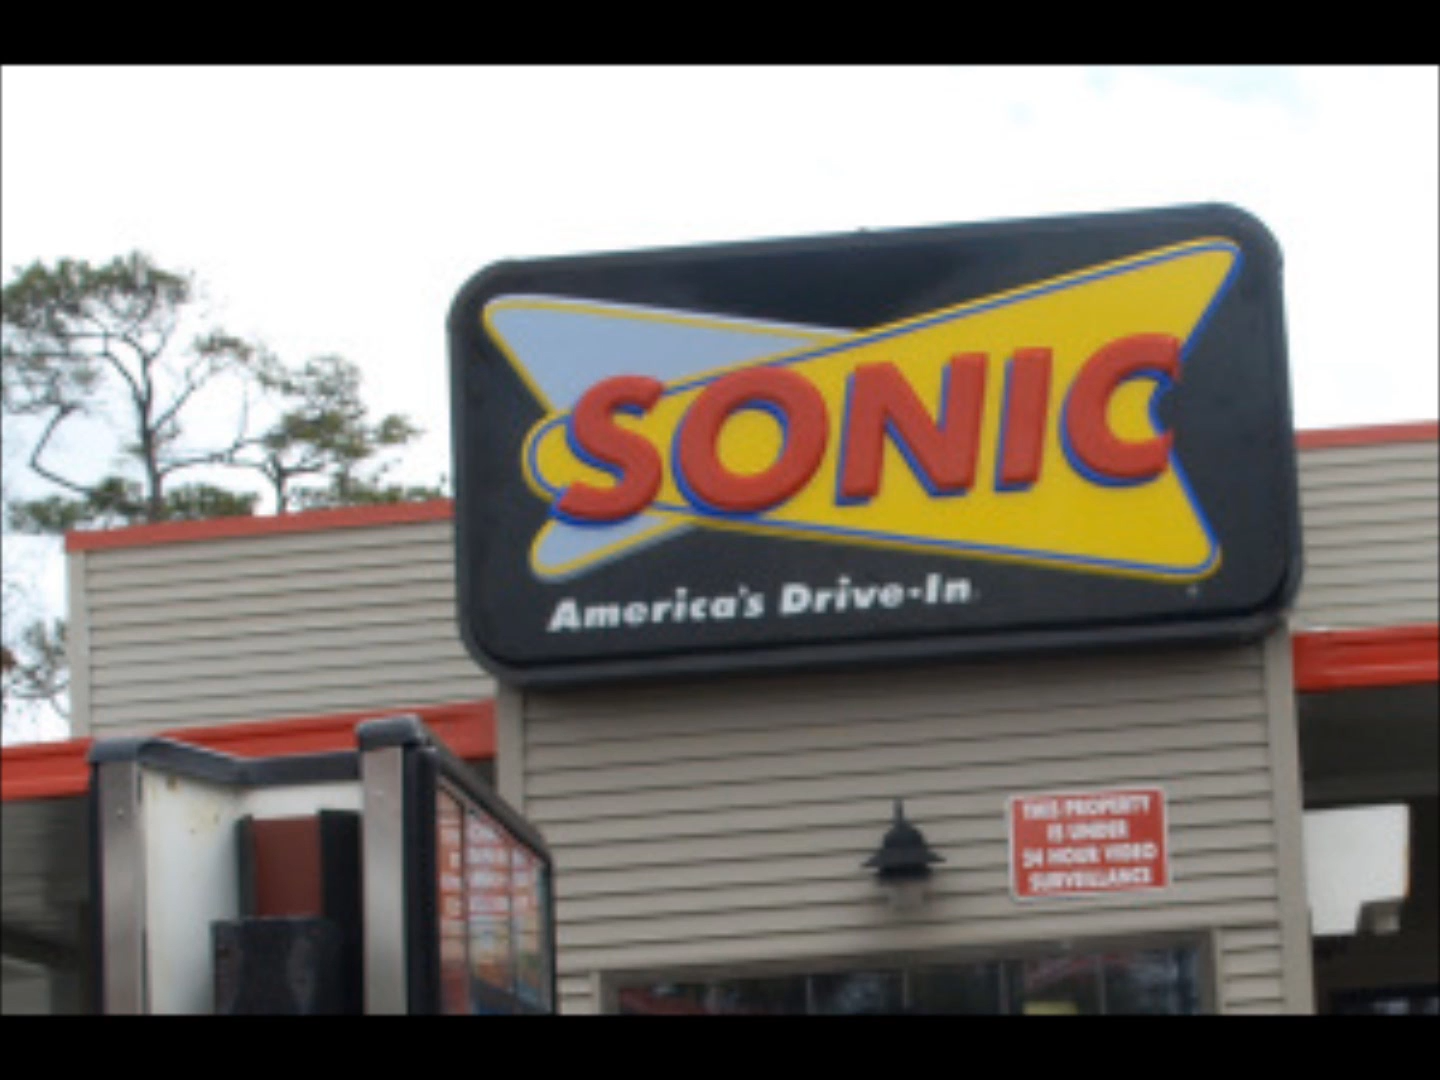 SONIC
America's Drive-In
THIS PROPERTY
IS UNDER
24 HOUR VIDEO
SURVEILLANCE